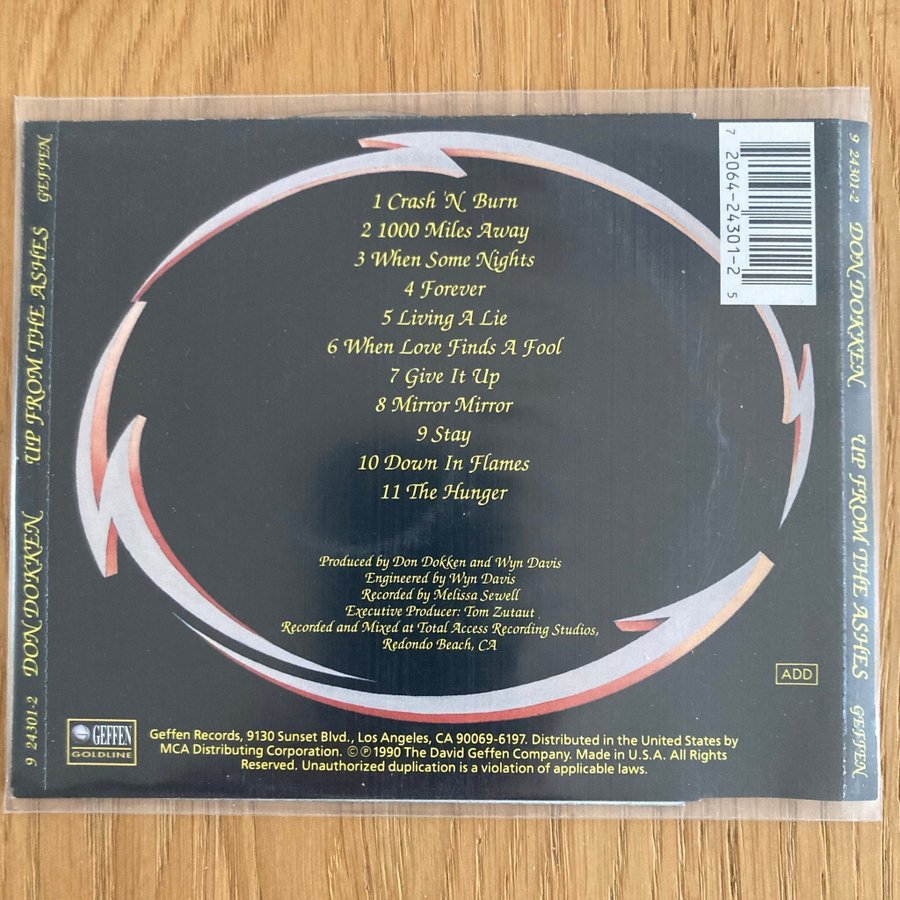 1 Crash 'N' Burn
2 1000 Miles Away
3 When Some Nights
4 Forever
5 Living A Lie
6 When Love Finds A Fool
7 Give It Up
8 Mirror Mirror
9 Stay
10 Down In Flames
11 The Hunger
Produced by Don Dokken and Wyn Davis
Engineered by Wyn Davis
Recorded by Melissa Sewell
Executive Producer: Tom Zutaut
Recorded and Mixed at Total Access Recording Studios,
Redondo Beach, CA
ADD
GEFFEN
GOLDLINE
Geffen Records, 9130 Sunset Blvd., Los Angeles, CA 90069-6197. Distributed in the United States by
MCA Distributing Corporation. © ℗ 1990 The David Geffen Company. Made in U.S.A. All Rights
Reserved. Unauthorized duplication is a violation of applicable laws.
9 24301-2 DON DOKKEN UP FROM THE ASHES GEFFEN
9 24301-2 DON DOKKEN UP FROM THE ASHES GEFFEN
7 20642-24301-2 5